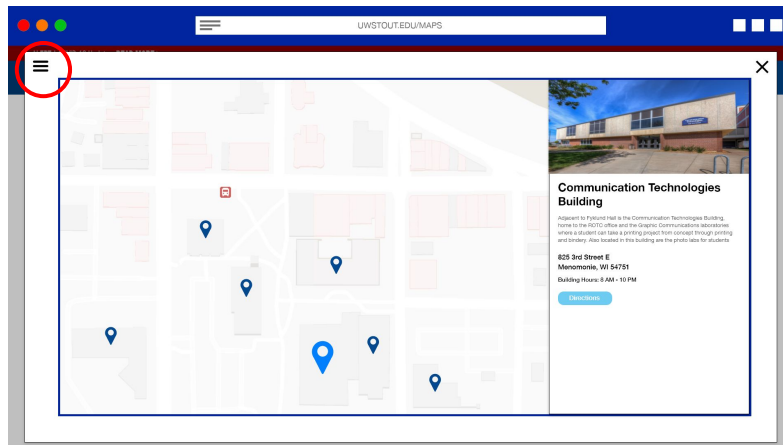 UWSTOUT.EDU/MAPS
Communication Technologies
Building
Adjacent to Fyklund Hall is the Communication Technologies Building,
home to the ROTC office and the Graphic Communications laboratories
where a student can take a printing project from concept through printing
and bindery. Also located in this building are the photo labs for students
825 3rd Street E
Menomonie, WI 54751
Building Hours: 8 AM - 10 PM
Directions